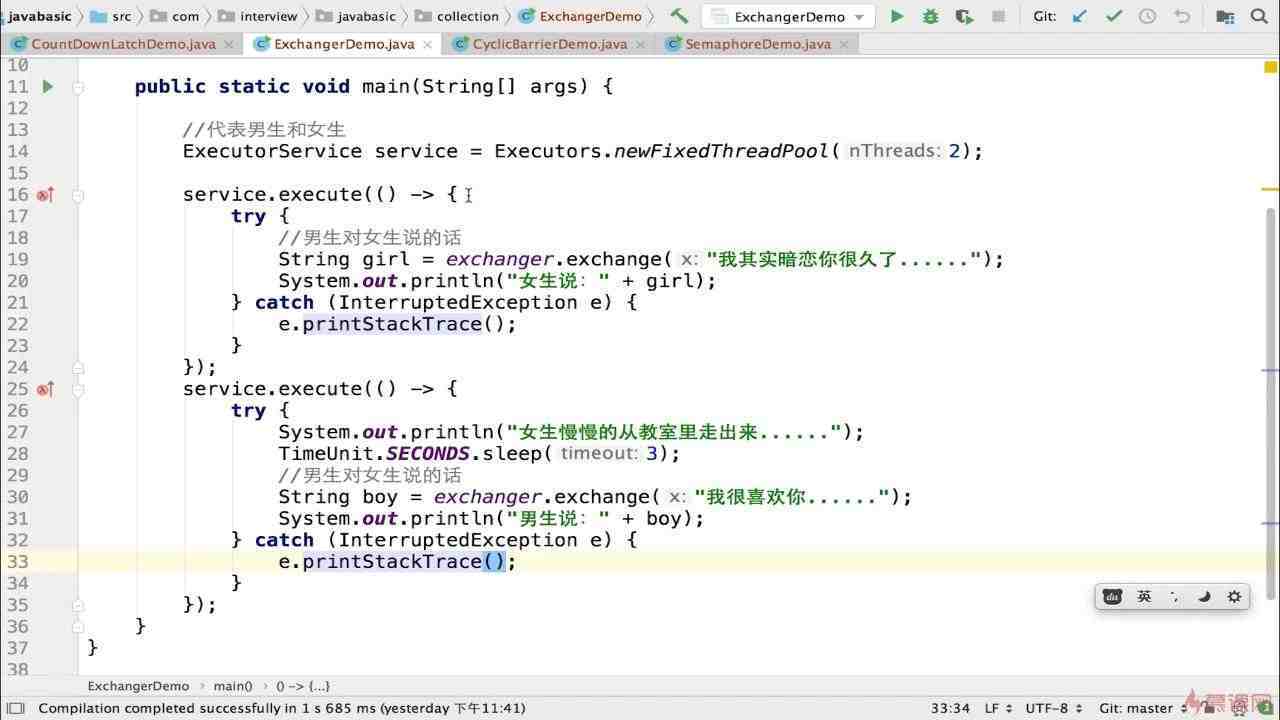 javabasic src com interview javabasic collection ExchangerDemo ExchangerDemo Git:
CountDownLatchDemo.java ExchangerDemo.java CyclicBarrierDemo.java SemaphoreDemo.java
10
11 public static void main(String[] args) {
12
13 //代表男生和女生
14 ExecutorService service = Executors.newFixedThreadPool( nThreads: 2);
15
16 service.execute(() -> {
17 try {
18 //男生对女生说的话
19 String girl = exchanger.exchange( x: "我其实暗恋你很久了......");
20 System.out.println("女生说：" + girl);
21 } catch (InterruptedException e) {
22 e.printStackTrace();
23 }
24 });
25 service.execute(() -> {
26 try {
27 System.out.println("女生慢慢的从教室里走出来......");
28 TimeUnit.SECONDS.sleep( timeout: 3);
29 //男生对女生说的话
30 String boy = exchanger.exchange( x: "我很喜欢你......");
31 System.out.println("男生说：" + boy);
32 } catch (InterruptedException e) {
33 e.printStackTrace();
34 }
35 });
36 }
37 }
38
du 英
ExchangerDemo › main() › () -> {...}
Compilation completed successfully in 1 s 685 ms (yesterday 下午11:41) 33:34 LF UTF-8 Git: master
慕课网